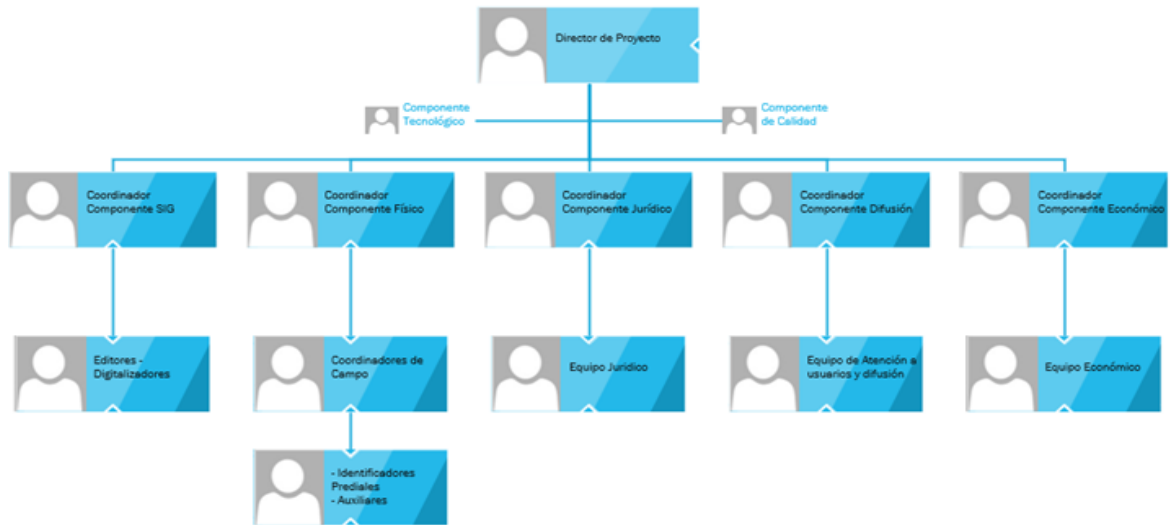 Director de Proyecto
Componente
Tecnológico
Componente
de Calidad
Coordinador
Componente SIG
Coordinador
Componente Físico
Coordinador
Componente Jurídico
Coordinador
Componente Difusión
Coordinador
Componente Económico
Editores -
Digitalizadores
Coordinadores de
Campo
Equipo Juridico
Equipo de Atención a
usuarios y difusión
Equipo Económico
- Identificadores
Prediales
- Auxiliares